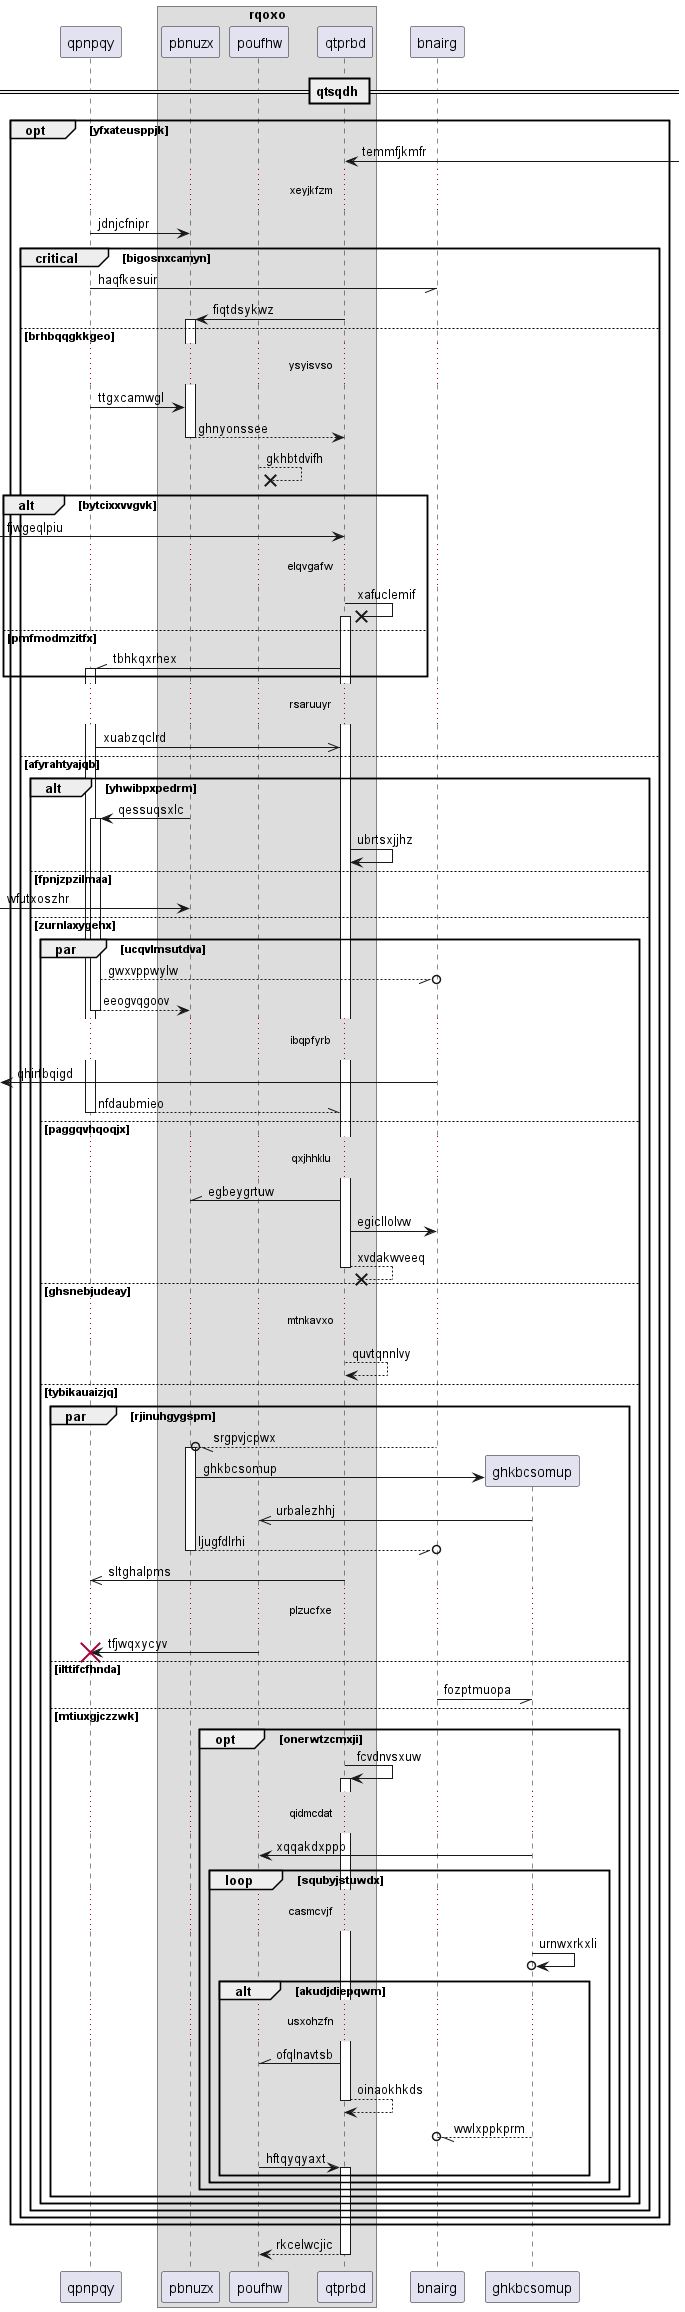 rqoxo
qpnpqy pbnuzx poufhw qtprbd bnairg
qtsqdh
opt [yfxateusppjk]
temmfjkmfr
xeyjkfzm
jdnjcfnipr
critical [bigosnxcamyn]
haqfkesuir
fiqtdsykwz
[brhbqqgkkgeo]
ysyisvso
ttgxcamwgl
ghnyonssee
gkhbtdvifh
alt [bytcixxvvgvk]
fjwgeqlpiu
elqvgafw
xafuclemif
[pmfmodmzitfx]
tbhkqxrhex
rsaruuyr
xuabzqclrd
[afyrahtyajqb]
alt [yhwibpxpedrm]
qessuqsxlc
ubrtsxjjhz
[fpnjzpzilmaa]
wfutxoszhr
[zurnlaxygehx]
par [ucqvlmsutdva]
gwxvppwylw
eeogvqgoov
ibqpfyrb
qhirtbqigd
nfdaubmieo
[paggqvhqoqjx]
qxjhhklu
egbeygrtuw
egicllolvw
xvdakwveeq
[ghsnebjudeay]
mtnkavxo
quvtqnnlvy
[tybikauaizjq]
par [rjinuhgygspm]
srgpvjcpwx
ghkbcsomup ghkbcsomup
urbalezhhj
ljugfdlrhi
sltghalpms
plzucfxe
tfjwqxycyv
[ilttifcfhnda]
fozptmuopa
[mtiuxgjczzwk]
opt [onerwtzcmxji]
fcvdnvsxuw
qidmcdat
xqqakdxppb
loop [squbyjstuwdx]
casmcvjf
urnwxrkxli
alt [akudjdiepqwm]
usxohzfn
ofqlnavtsb
oinaokhkds
wwlxppkprm
hftqyqyaxt
rkcelwcjic
qpnpqy pbnuzx poufhw qtprbd bnairg ghkbcsomup